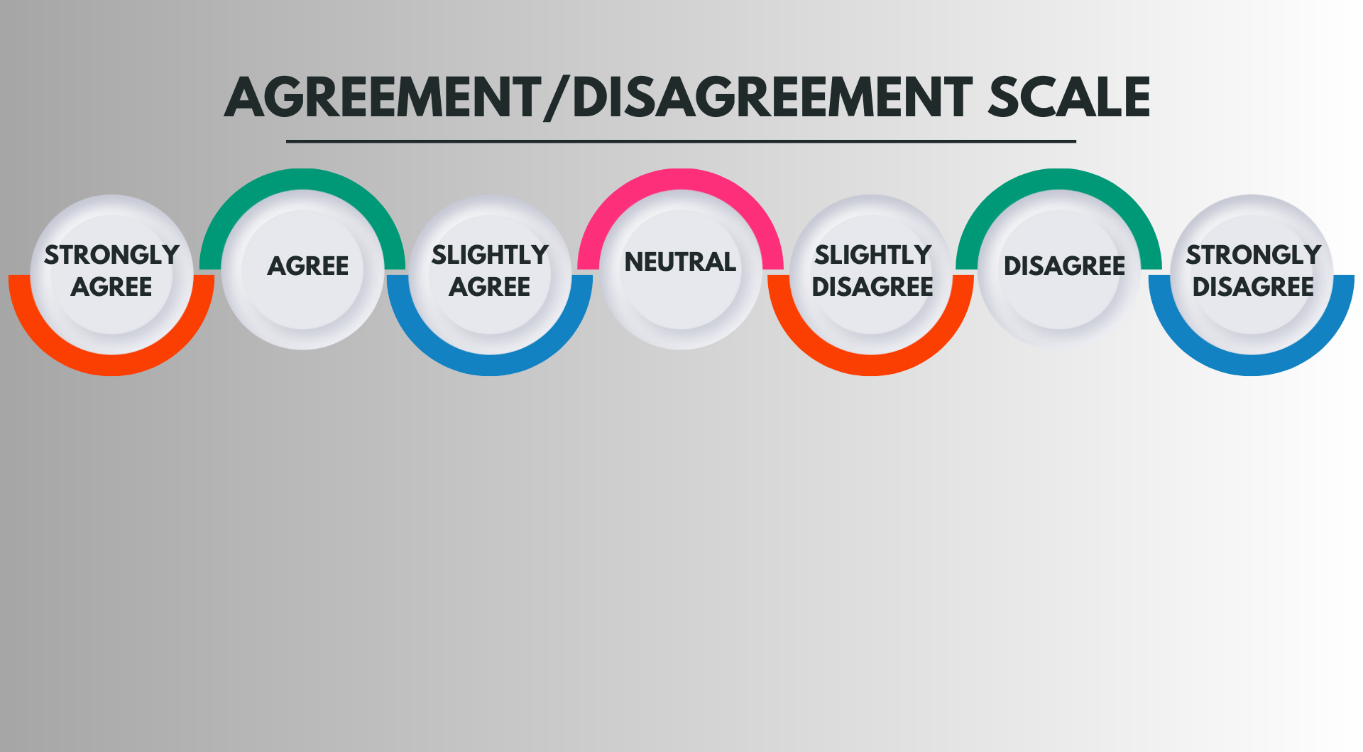 AGREEMENT/DISAGREEMENT SCALE
STRONGLY
AGREE
AGREE
SLIGHTLY
AGREE
NEUTRAL
SLIGHTLY
DISAGREE
DISAGREE
STRONGLY
DISAGREE